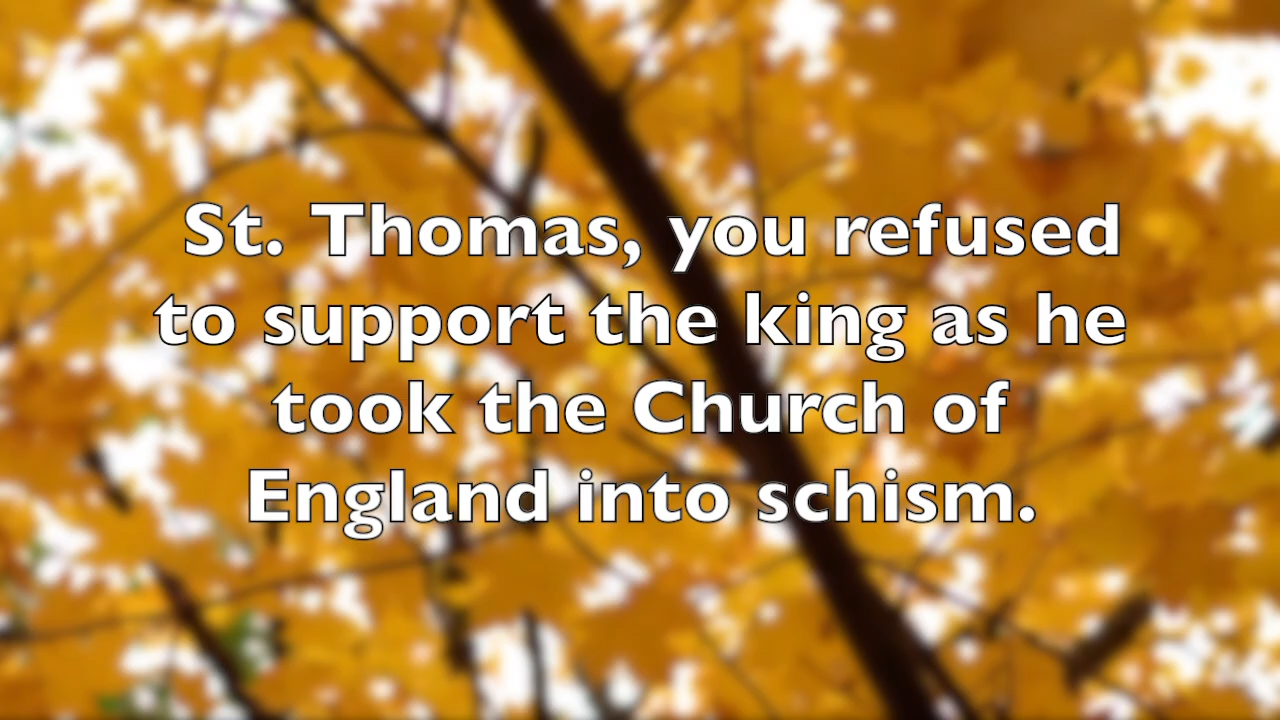 St. Thomas, you refused
to support the king as he
took the Church of
England into schism.